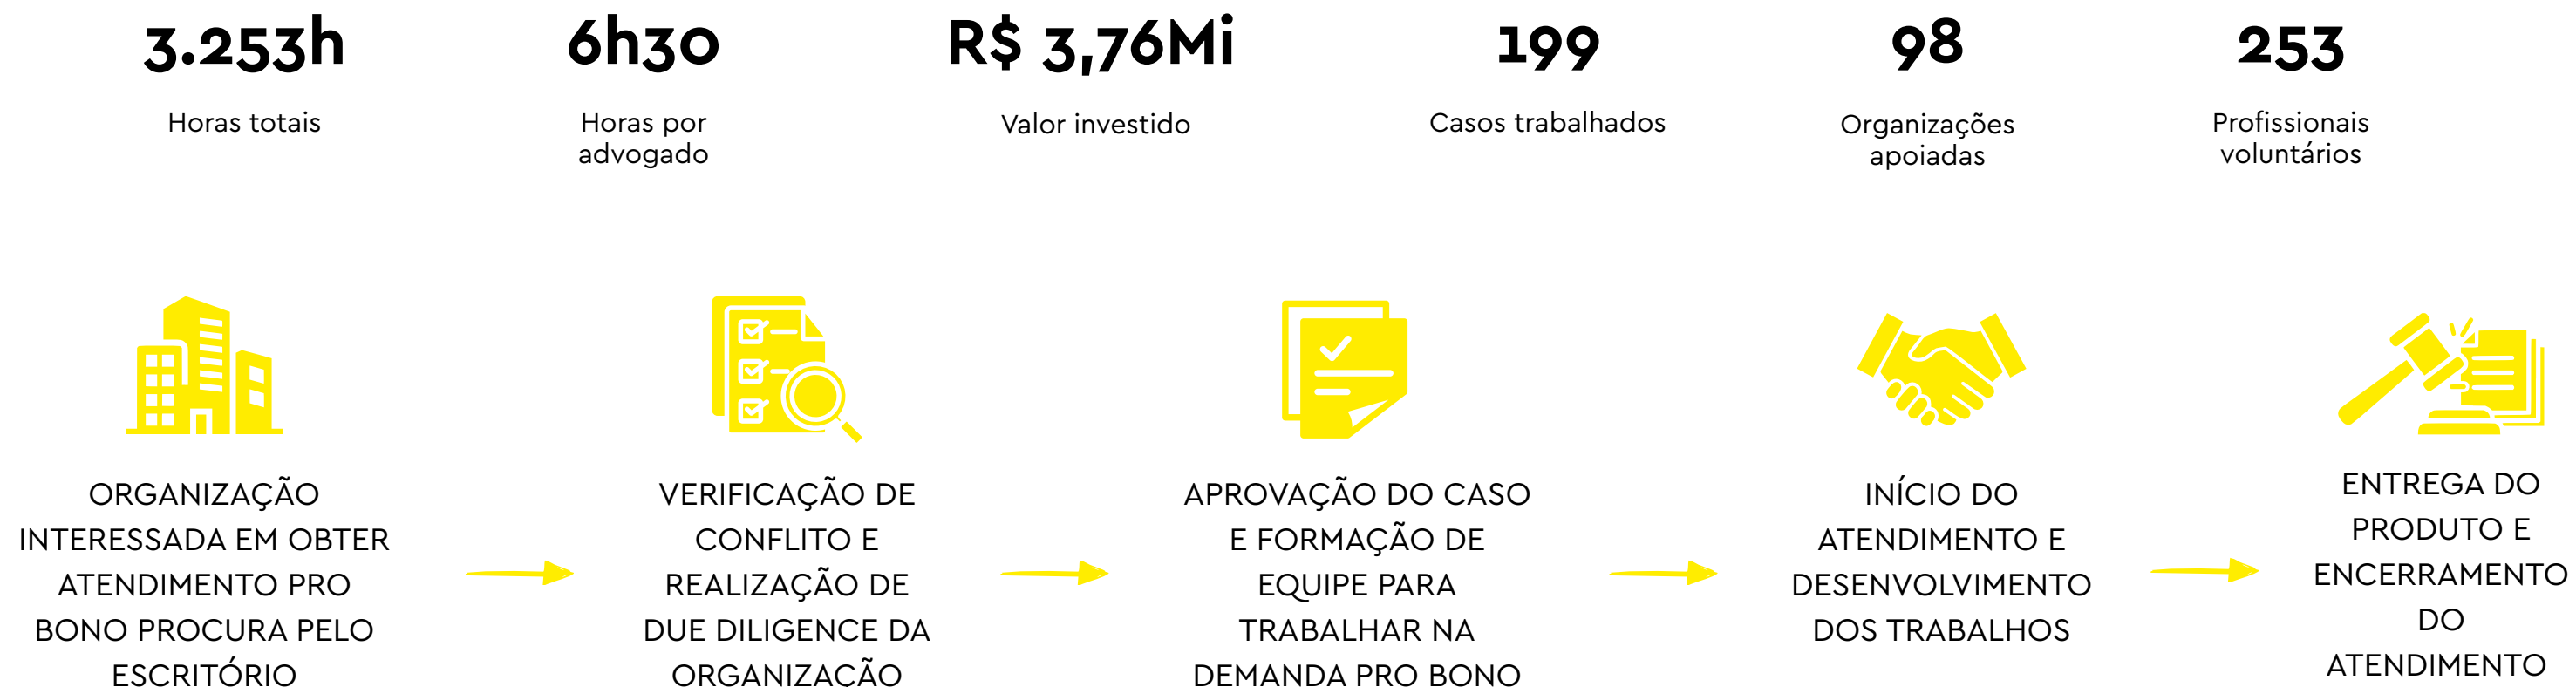 3.253h
Horas totais
6h30
Horas por
advogado
R$ 3,76Mi
Valor investido
199
Casos trabalhados
98
Organizações
apoiadas
253
Profissionais
voluntários
ORGANIZAÇÃO
INTERESSADA EM OBTER
ATENDIMENTO PRO
BONO PROCURA PELO
ESCRITÓRIO
VERIFICAÇÃO DE
CONFLITO E
REALIZAÇÃO DE
DUE DILIGENCE DA
ORGANIZAÇÃO
APROVAÇÃO DO CASO
E FORMAÇÃO DE
EQUIPE PARA
TRABALHAR NA
DEMANDA PRO BONO
INÍCIO DO
ATENDIMENTO E
DESENVOLVIMENTO
DOS TRABALHOS
ENTREGA DO
PRODUTO E
ENCERRAMENTO
DO
ATENDIMENTO